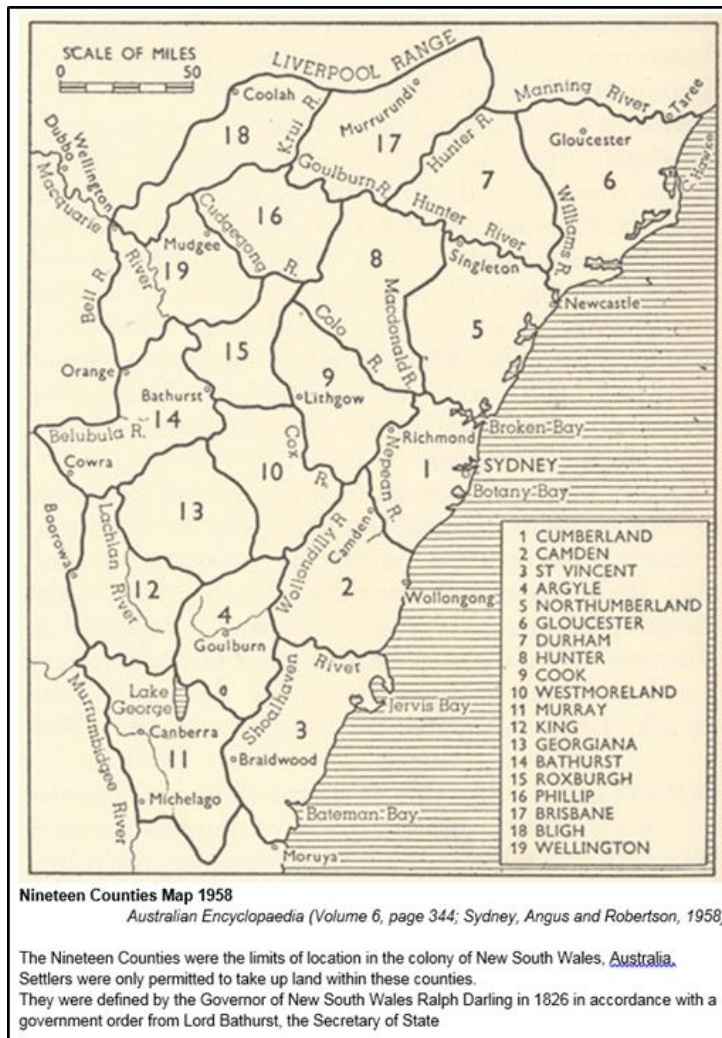 SCALE OF MILES
0 50
LIVERPOOL RANGE
Coolah
Krui R.
18
Murrurundi
17
Manning River
Taree
Gloucester
6
C. Hawke
Hunter R.
7
Goulburn R.
Hunter River
Williams R.
Dubbo
Wellington
Macquarie
River
16
Cudgegong R.
Mudgee
19
Bell R.
8
Singleton
Newcastle
5
Macdonald R.
Colo R.
15
9
Lithgow
Orange
Bathurst
14
Belubula R.
Cowra
Cox R.
10
Richmond
Nepean R.
1
Broken Bay
SYDNEY
Botany Bay
13
Boorowa
Lachlan River
12
Wollondilly R
Camden
2
Wollongong
4
Goulburn
Shoalhaven River
Lake George
Canberra
11
Michelago
Murrumbidgee River
3
Braidwood
Jervis Bay
Bateman Bay
Moruya
1 CUMBERLAND
2 CAMDEN
3 ST VINCENT
4 ARGYLE
5 NORTHUMBERLAND
6 GLOUCESTER
7 DURHAM
8 HUNTER
9 COOK
10 WESTMORELAND
11 MURRAY
12 KING
13 GEORGIANA
14 BATHURST
15 ROXBURGH
16 PHILLIP
17 BRISBANE
18 BLIGH
19 WELLINGTON
Nineteen Counties Map 1958
Australian Encyclopaedia (Volume 6, page 344; Sydney, Angus and Robertson, 1958)
The Nineteen Counties were the limits of location in the colony of New South Wales, Australia.
Settlers were only permitted to take up land within these counties.
They were defined by the Governor of New South Wales Ralph Darling in 1826 in accordance with a
government order from Lord Bathurst, the Secretary of State